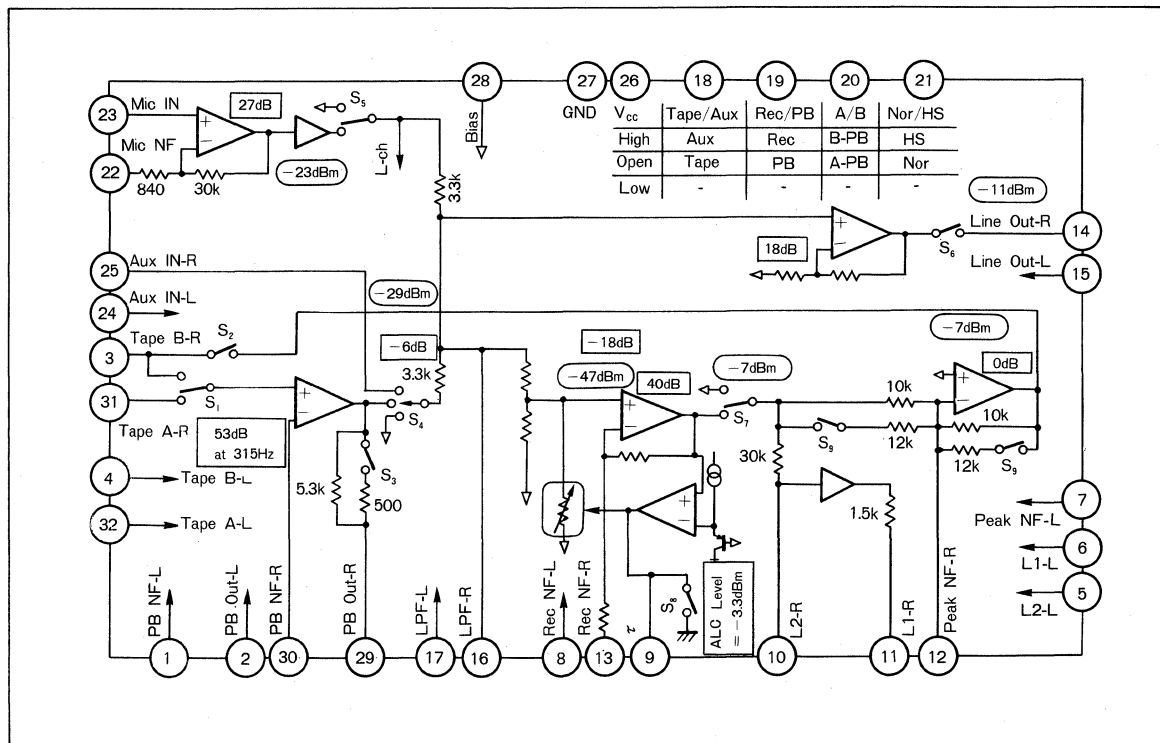 28
27
26
18
19
20
21
23
Mic IN
27dB
S5
Bias
GND
Vcc
Tape/Aux
Rec/PB
A/B
Nor/HS
High
Aux
Rec
B-PB
HS
Open
Tape
PB
A-PB
Nor
Low
-
-
-
-
22
Mic NF
840
30k
−23dBm
L-ch
3.3k
−11dBm
Line Out-R
14
18dB
S6
Line Out-L
15
25
Aux IN-R
24
Aux IN-L
−29dBm
3
Tape B-R
S2
−6dB
−18dB
−7dBm
31
S1
3.3k
−47dBm
40dB
−7dBm
0dB
S4
S7
10k
10k
Tape A-R
53dB
at 315Hz
S9
12k
12k
S9
4
Tape B-L
5.3k
S3
500
30k
1.5k
32
Tape A-L
7
Peak NF-L
6
L1-L
5
L2-L
PB NF-L
PB Out-L
PB NF-R
PB Out-R
LPF-L
LPF-R
Rec NF-L
Rec NF-R
τ
S8
ALC Level
= −3.3dBm
L2-R
L1-R
Peak NF-R
1
2
30
29
17
16
8
13
9
10
11
12